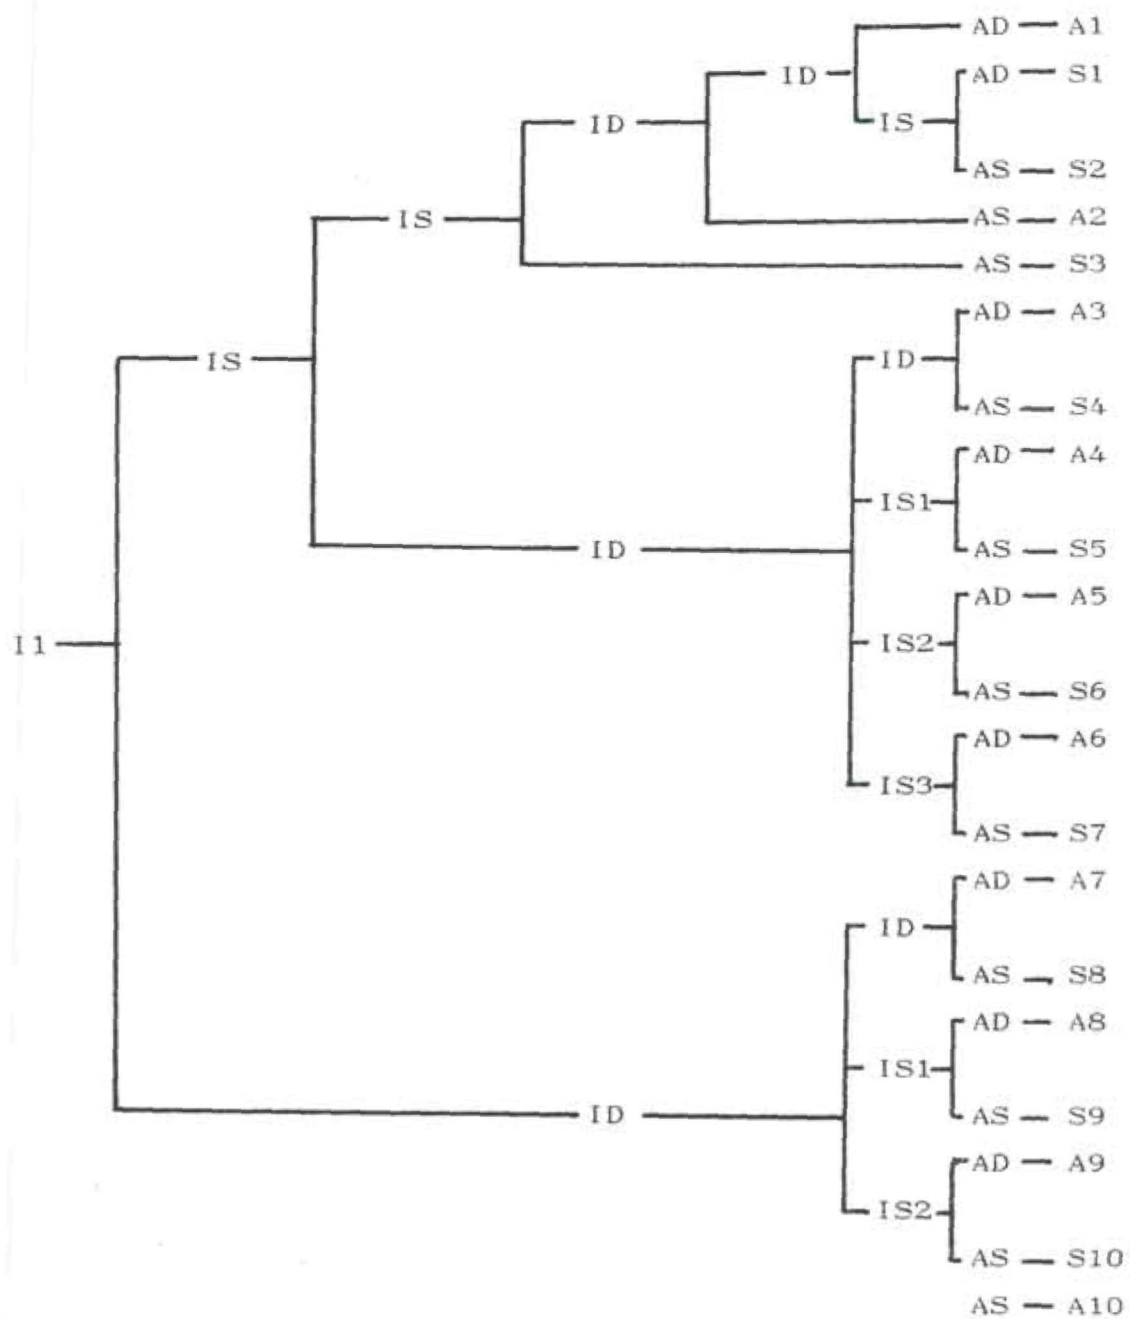 AD — A1
ID AD — S1
ID IS
AS — S2
IS AS — A2
AS — S3
AD — A3
IS ID
AS — S4
AD — A4
IS1
ID AS — S5
AD — A5
I1 IS2
AS — S6
AD — A6
IS3
AS — S7
AD — A7
ID
AS — S8
AD — A8
IS1
ID AS — S9
AD — A9
IS2
AS — S10
AS — A10